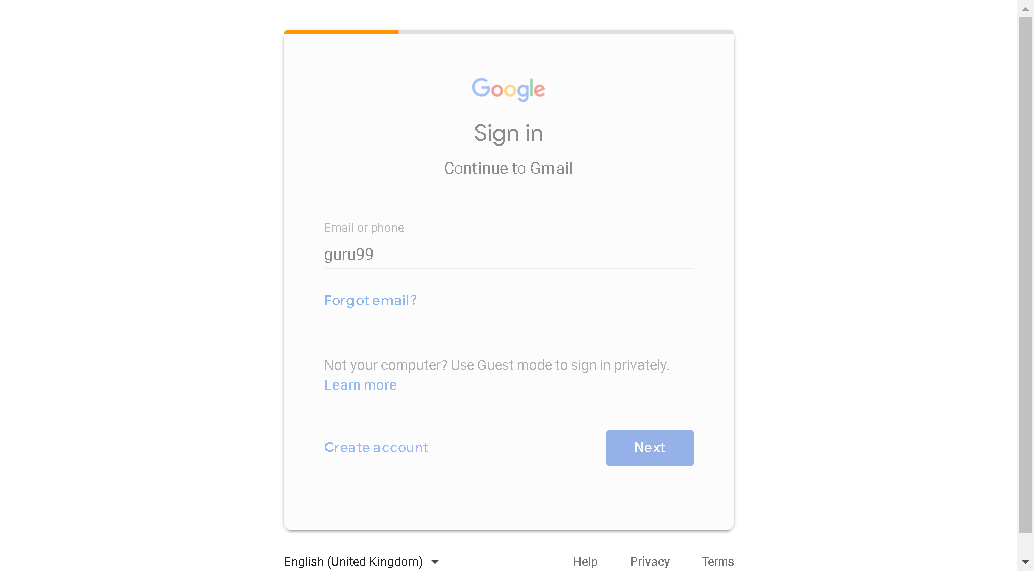 Google
Sign in
Continue to Gmail
Email or phone
guru99
Forgot email?
Not your computer? Use Guest mode to sign in privately.
Learn more
Create account
Next
English (United Kingdom)
Help
Privacy
Terms